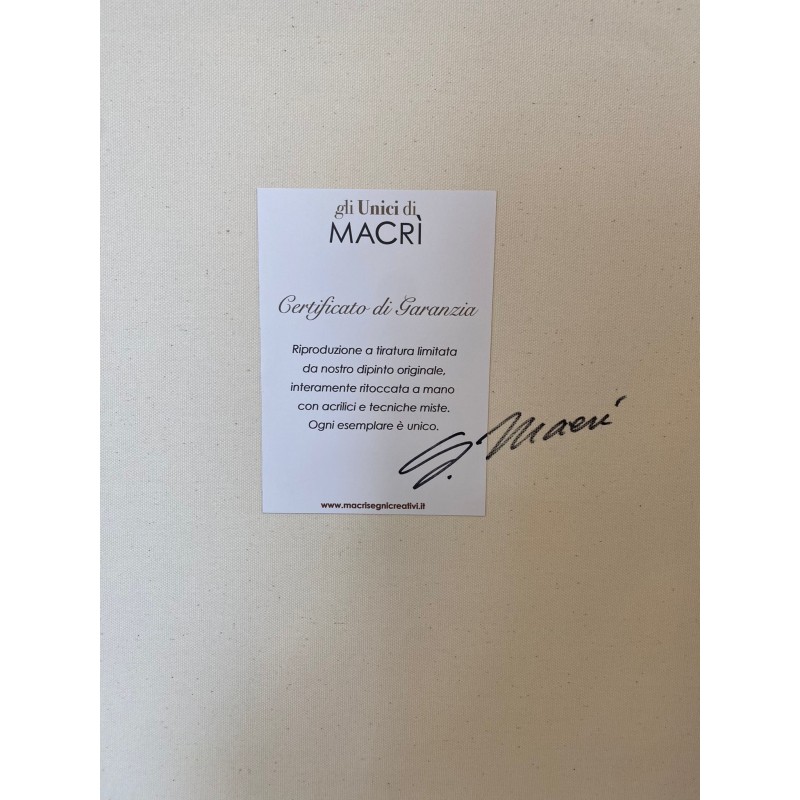 gli Unici di
MACRÌ
Certificato di Garanzia
Riproduzione a tiratura limitata
da nostro dipinto originale,
interamente ritoccata a mano
con acrilici e tecniche miste.
Ogni esemplare è unico.
G. Macrì
www.macrisegnicreativi.it